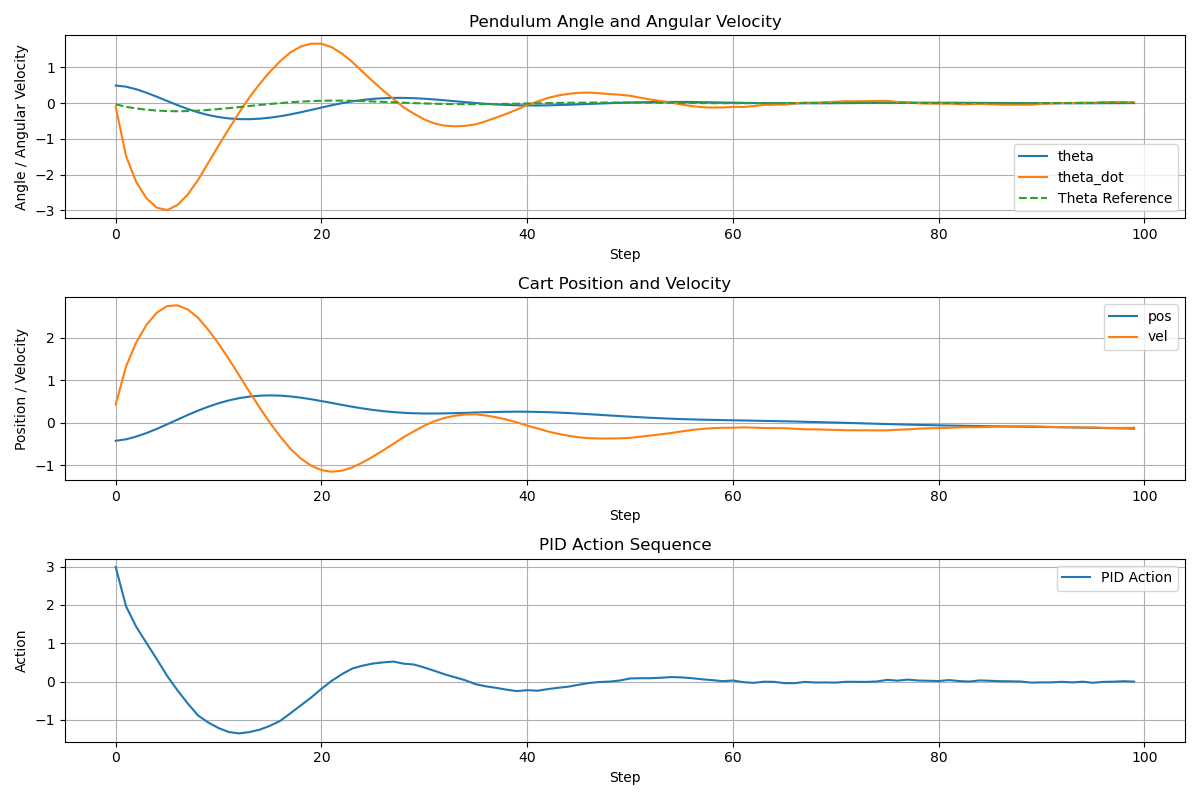 Pendulum Angle and Angular Velocity
Angle / Angular Velocity
1
0
−1
−2
−3
theta
theta_dot
Theta Reference
0 20 40 60 80 100
Step
Cart Position and Velocity
Position / Velocity
2
1
0
−1
pos
vel
0 20 40 60 80 100
Step
PID Action Sequence
Action
3
2
1
0
−1
PID Action
0 20 40 60 80 100
Step